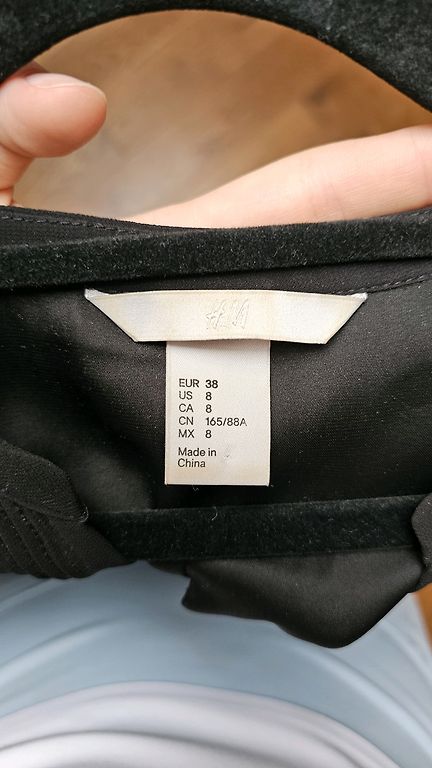 H&M
EUR 38
US 8
CA 8
CN 165/88A
MX 8
Made in
China